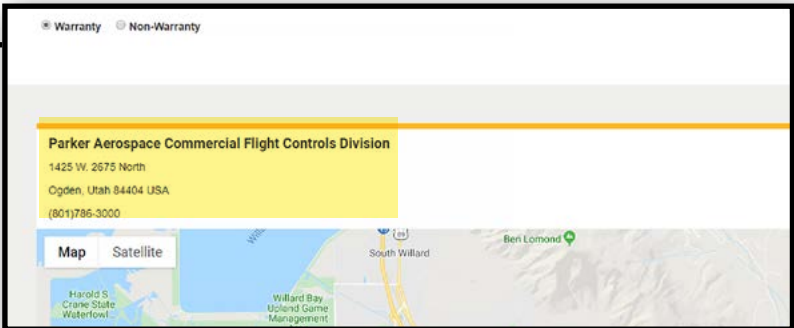 Warranty Non-Warranty
Parker Aerospace Commercial Flight Controls Division
1425 W. 2675 North
Ogden, Utah 84404 USA
(801)786-3000
Map Satellite
89
South Willard
Ben Lomond
Harold S
Crane State
Waterfowl
Willard Bay
Upland Game
Management